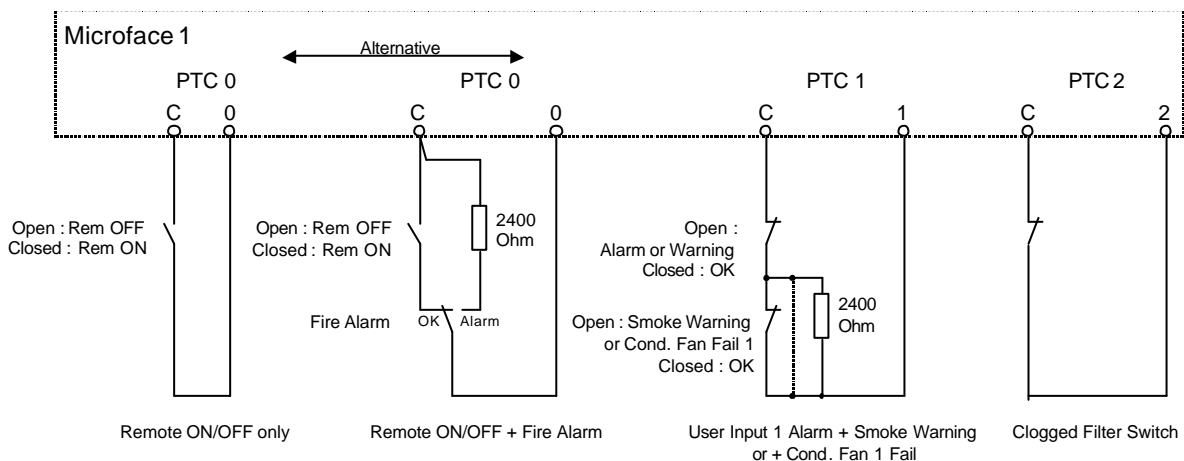 Microface 1
Alternative
PTC 0
PTC 0
PTC 1
PTC 2
C 0
C 0
C 1
C 2
Open : Rem OFF
Closed : Rem ON
Open : Rem OFF
Closed : Rem ON
2400
Ohm
Open :
Alarm or Warning
Closed : OK
Fire Alarm
OK
Alarm
Open : Smoke Warning
or Cond. Fan Fail 1
Closed : OK
2400
Ohm
Remote ON/OFF only
Remote ON/OFF + Fire Alarm
User Input 1 Alarm + Smoke Warning
or + Cond. Fan 1 Fail
Clogged Filter Switch